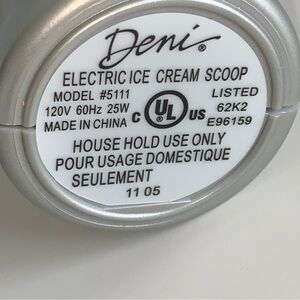 Deni®
ELECTRIC ICE CREAM SCOOP
MODEL #5111 LISTED
120V 60Hz 25W c UL® US 62K2
MADE IN CHINA E96159
HOUSE HOLD USE ONLY
POUR USAGE DOMESTIQUE
SEULEMENT
11 05